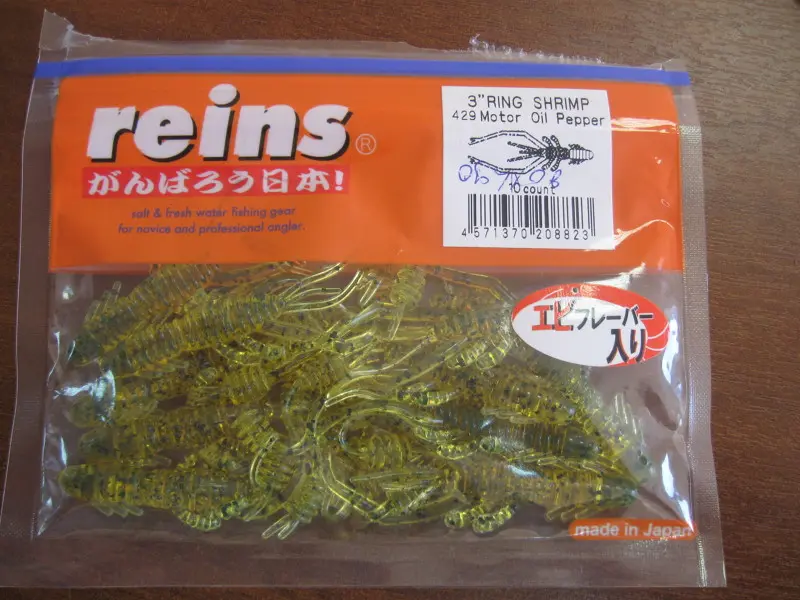 reins®
がんばろう日本!
salt & fresh water fishing gear
for novice and professional angler.
3"RING SHRIMP
429 Motor Oil Pepper
10 count
4 571370 208823
エビフレーバー
入り
made in Japan